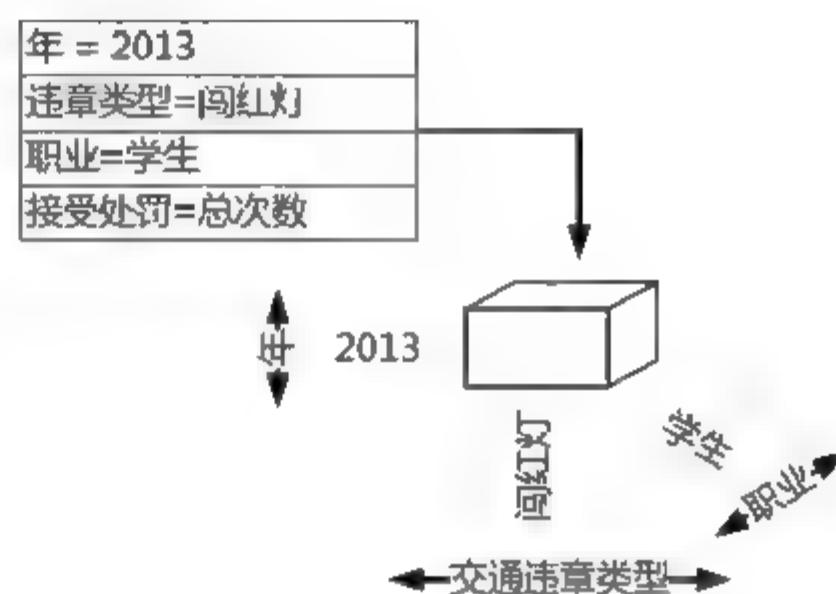 年 = 2013
违章类型=闯红灯
职业=学生
接受处罚=总次数
年
2013
闯红灯
学生
职业
交通违章类型